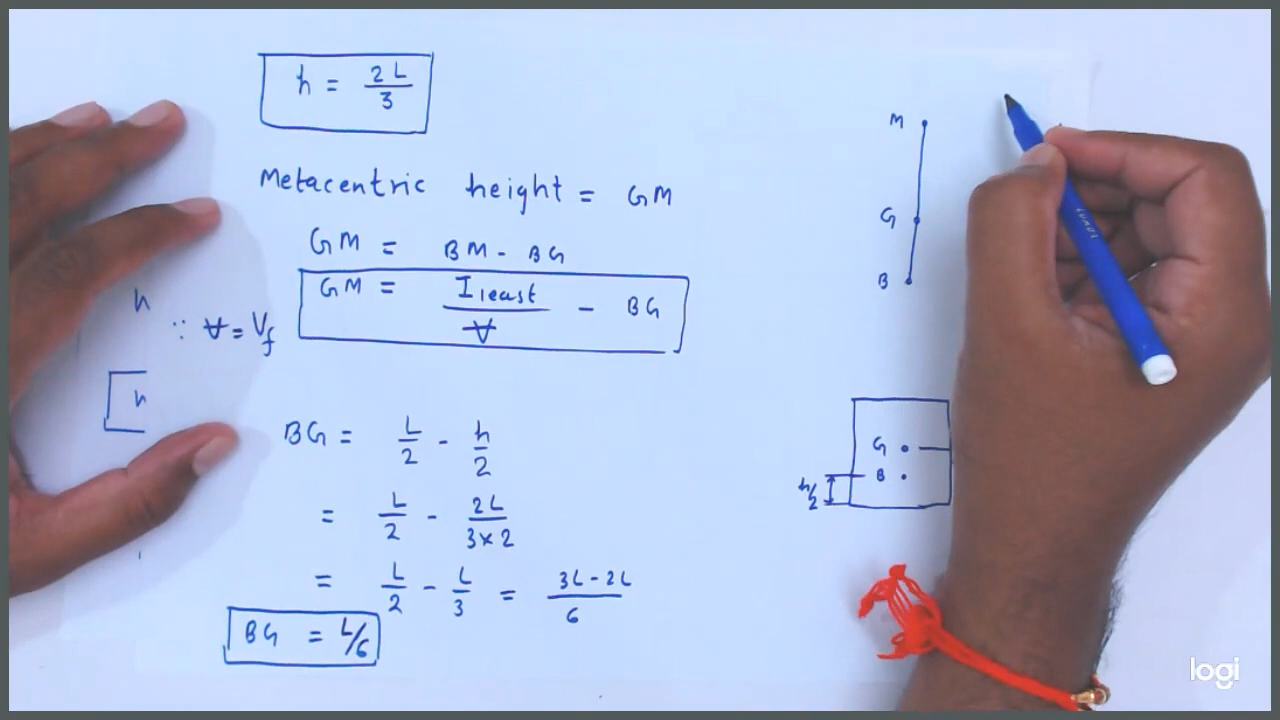 h = 2L/3
Metacentric height = GM
GM = BM - BG
GM = I least/V - BG
∵ V = Vf
h
h
BG = L/2 - h/2
= L/2 - 2L/3×2
= L/2 - L/3 = 3L-2L/6
BG = L/6
M
G
B
G
B
h/2
logi